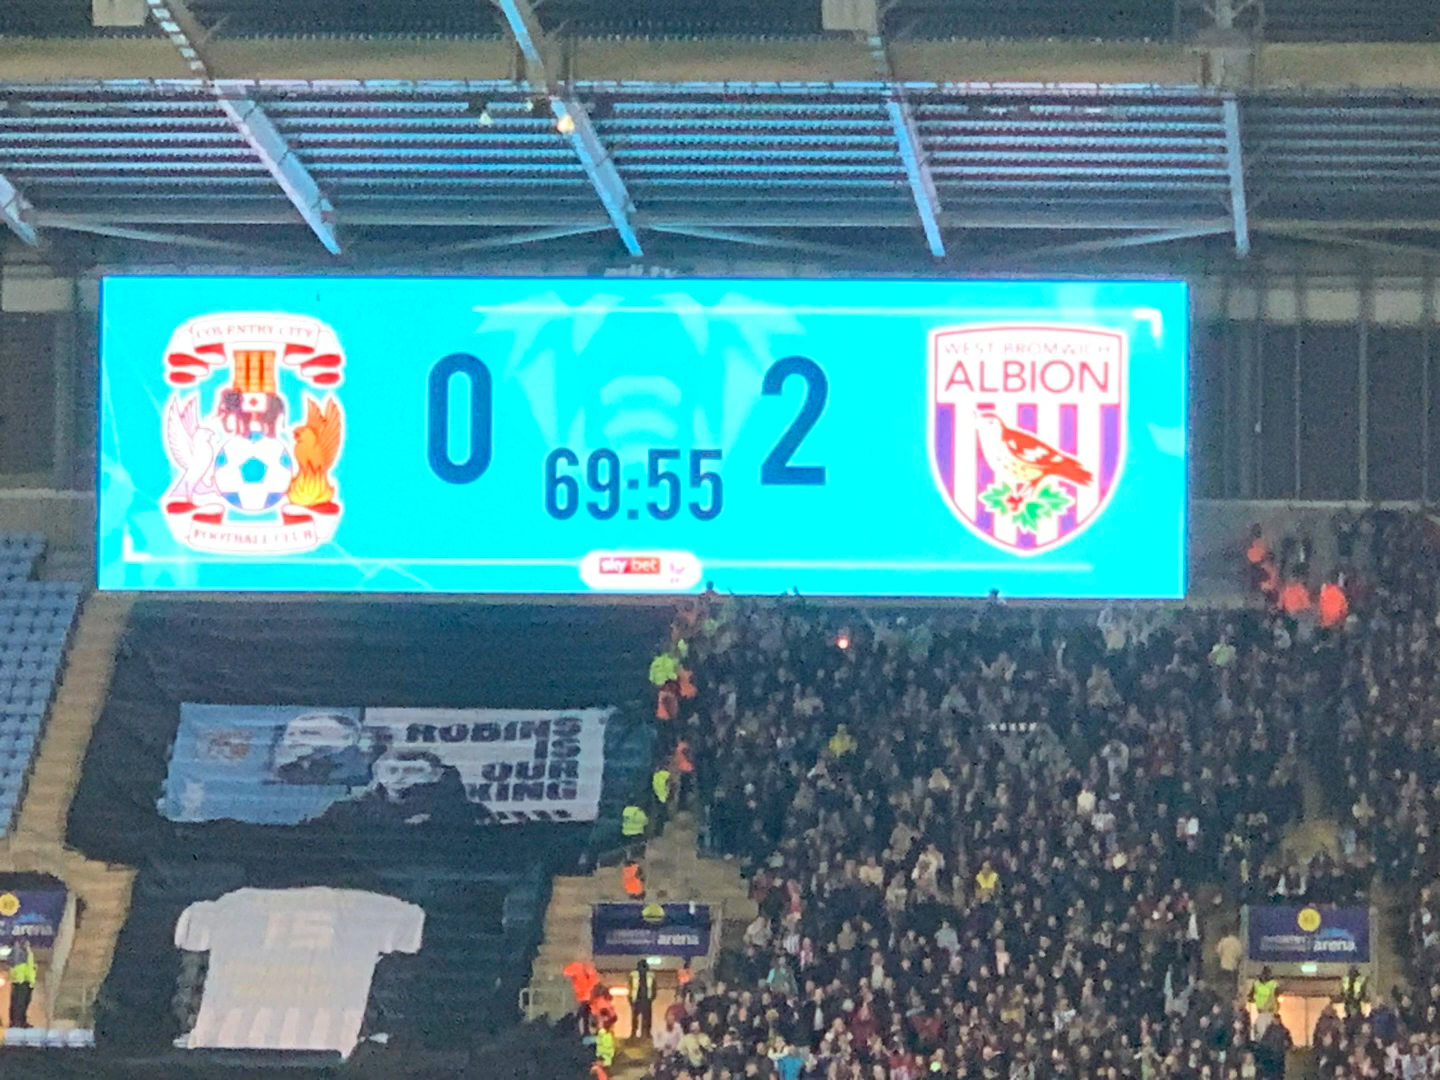 COVENTRY CITY
FOOTBALL CLUB
0
69:55
2
WEST BROMWICH
ALBION
sky bet
ROBINS
IS
OUR
KING
15
arena
arena
arena